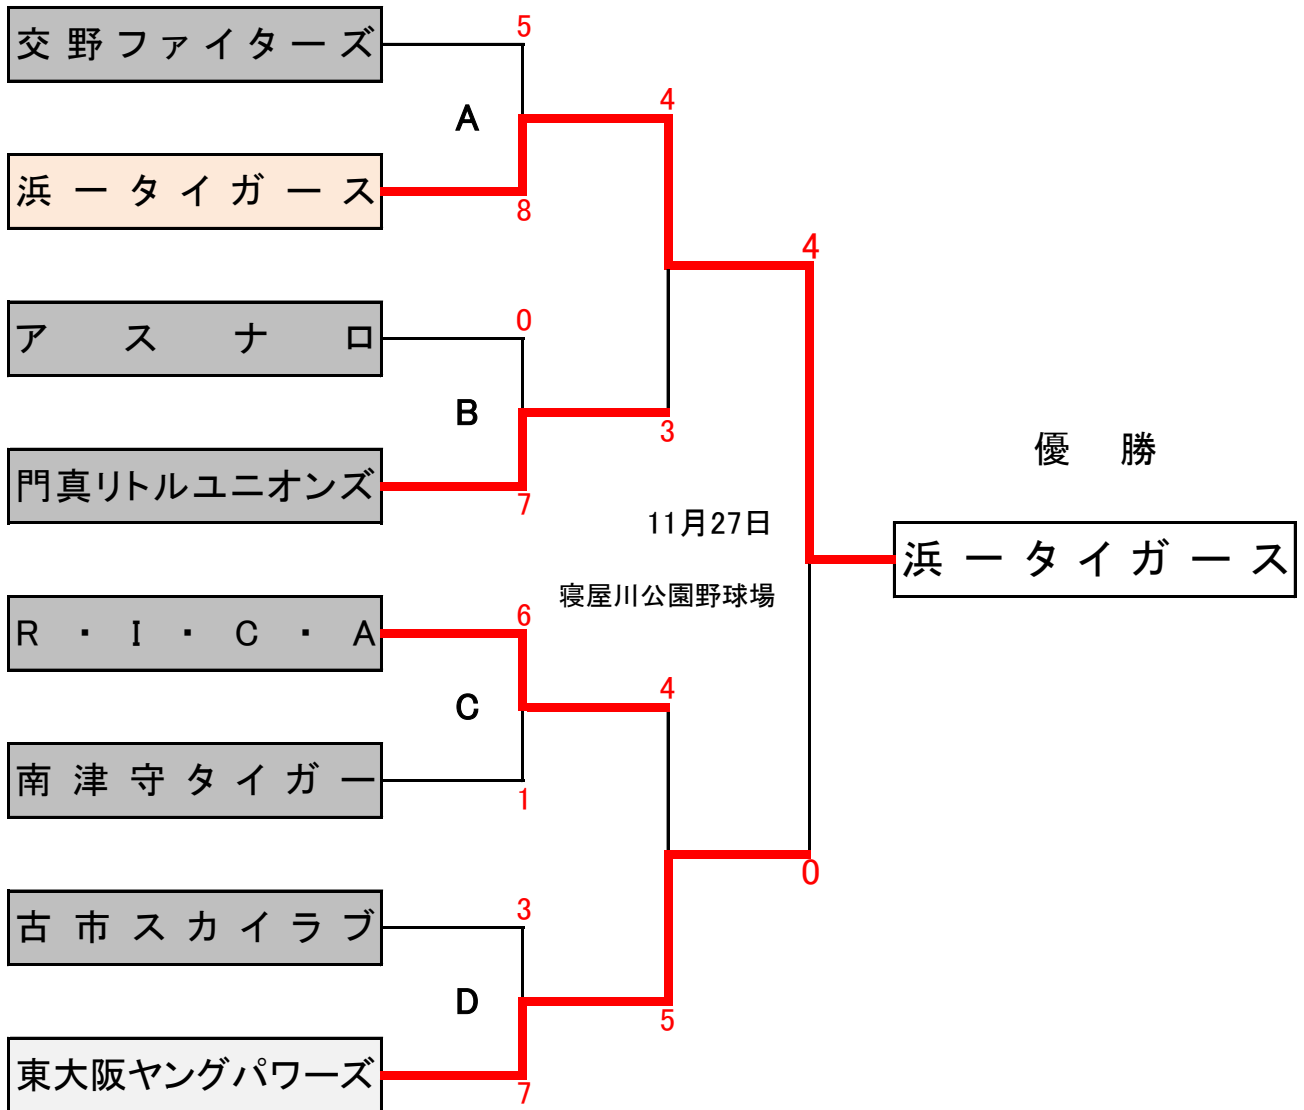 交野ファイターズ
5
A
4
浜一タイガース
8
4
アスナロ
0
B
3
優勝
門真リトルユニオンズ
7
11月27日
浜一タイガース
寝屋川公園野球場
R・I・C・A
6
C
4
南津守タイガー
1
0
古市スカイラブ
3
D
5
東大阪ヤングパワーズ
7